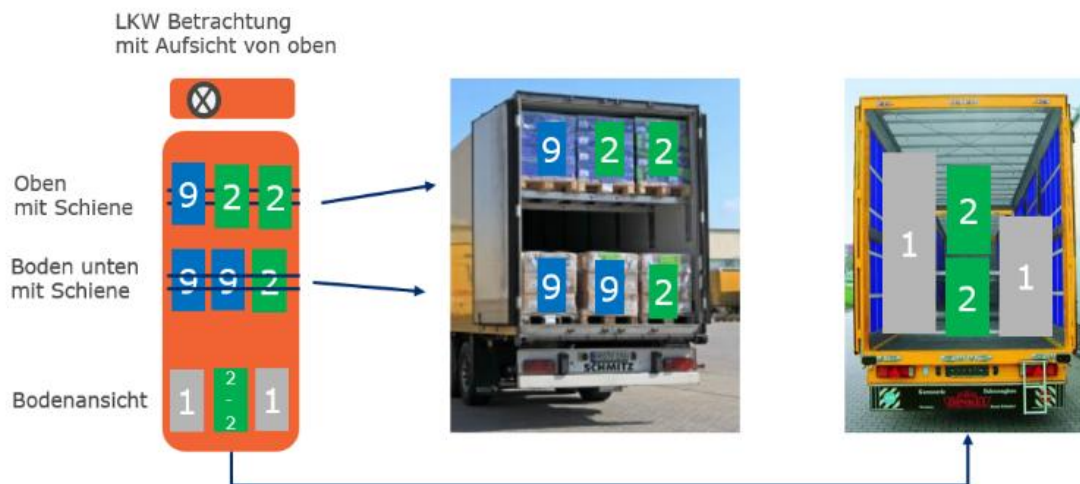 LKW Betrachtung
mit Aufsicht von oben
Oben
mit Schiene
9 2 2
9 2 2
Boden unten
mit Schiene
9 9 2
9 9 2
SCHMITZ
Bodenansicht
1 2 - 2 1
1 2 2 1